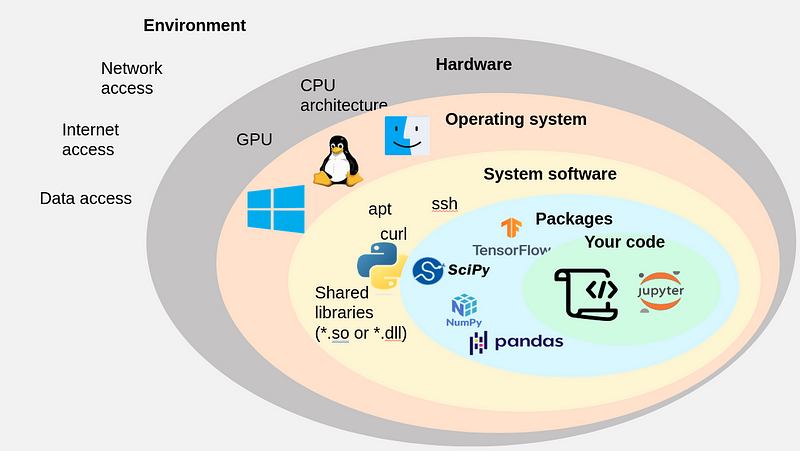 Environment
Network
access
Internet
access
Data access
Hardware
CPU
architecture
GPU
Operating system
System software
apt
ssh
curl
Shared
libraries
(*.so or *.dll)
Packages
TensorFlow
SciPy
NumPy
pandas
Your code
</>
jupyter